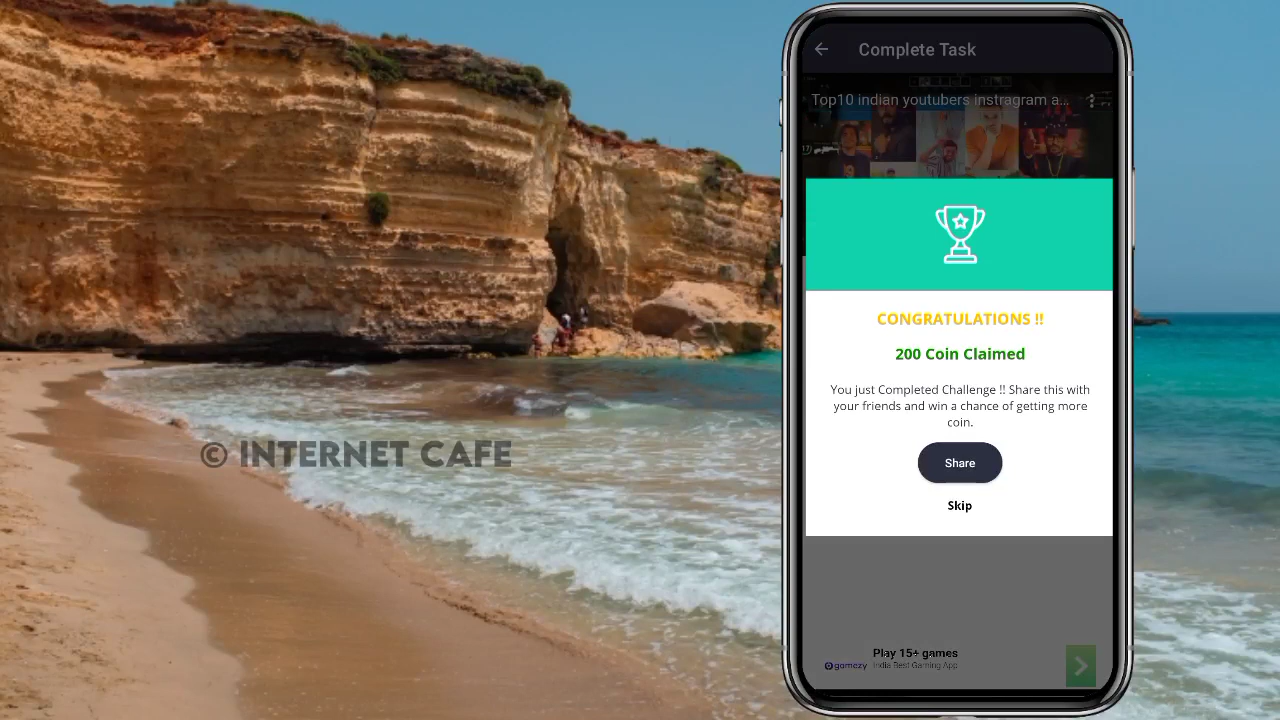 Complete Task
Top10 indian youtubers instragram a...
CONGRATULATIONS !!
200 Coin Claimed
You just Completed Challenge !! Share this with
your friends and win a chance of getting more
coin.
Share
Skip
© INTERNET CAFE
Play 15+ games
gamezy
India Best Gaming App